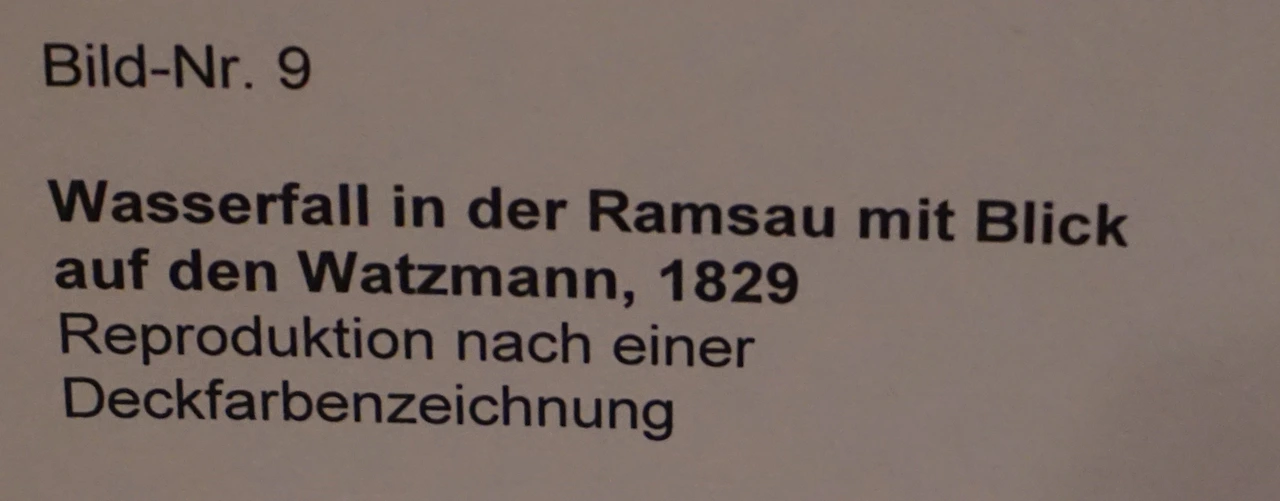 Bild-Nr. 9
Wasserfall in der Ramsau mit Blick
auf den Watzmann, 1829
Reproduktion nach einer
Deckfarbenzeichnung